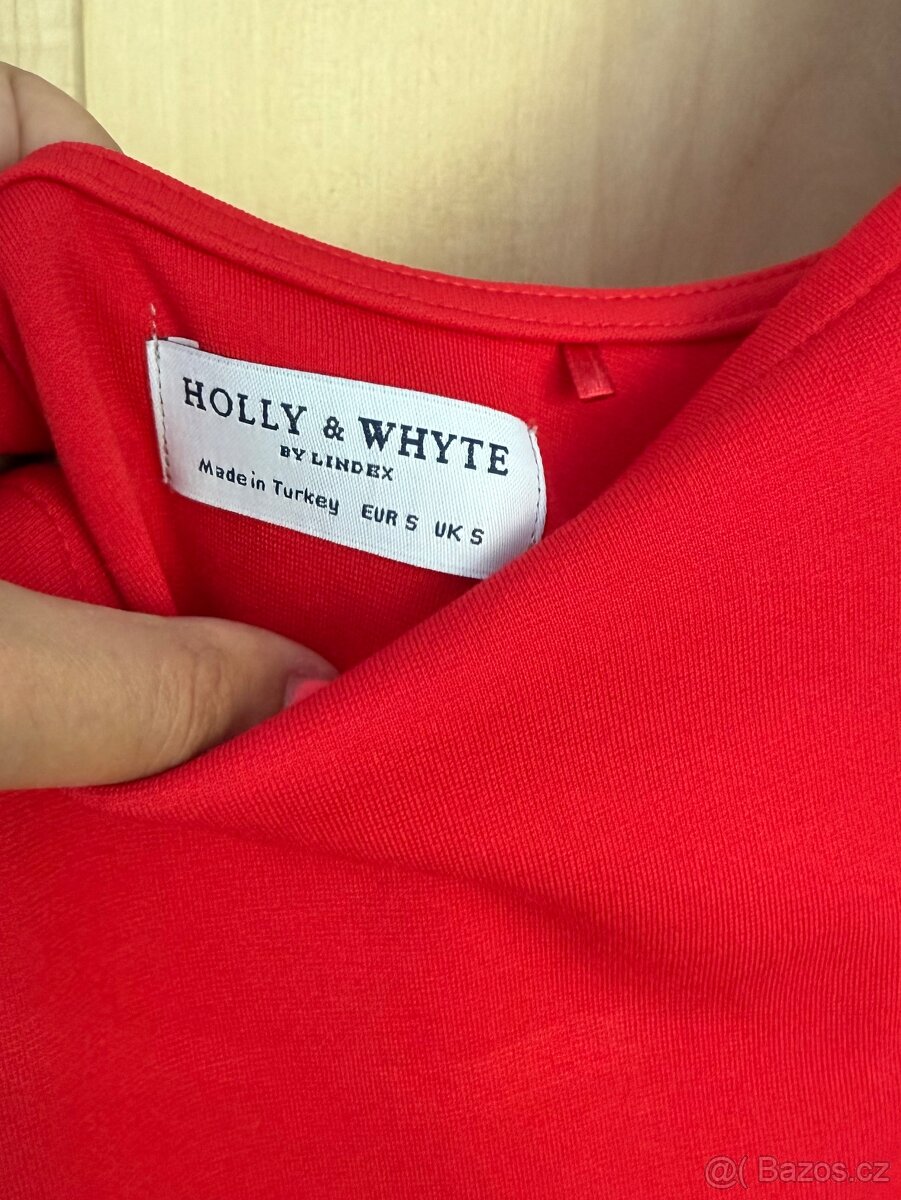 HOLLY & WHYTE
BY LINDEX
Made in Turkey EUR S UK S
@( Bazos.cz